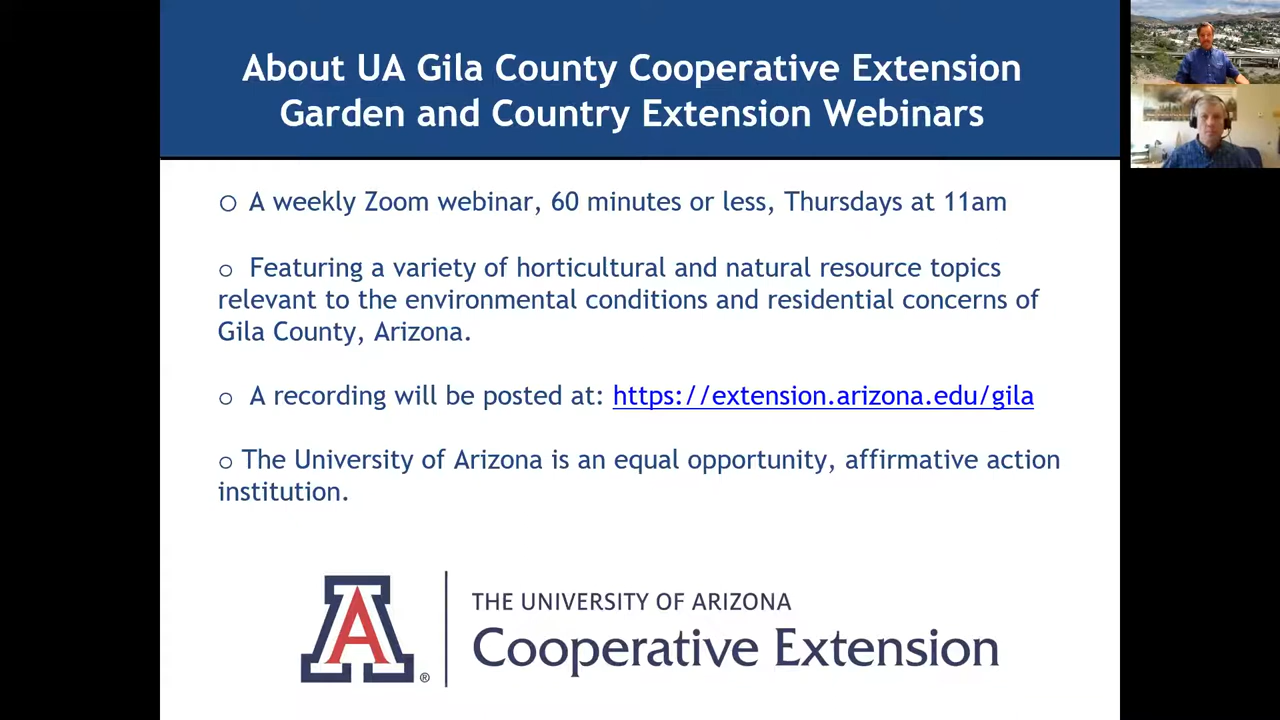 About UA Gila County Cooperative Extension
Garden and Country Extension Webinars
o A weekly Zoom webinar, 60 minutes or less, Thursdays at 11am
o Featuring a variety of horticultural and natural resource topics
relevant to the environmental conditions and residential concerns of
Gila County, Arizona.
o A recording will be posted at: https://extension.arizona.edu/gila
o The University of Arizona is an equal opportunity, affirmative action
institution.
A®
THE UNIVERSITY OF ARIZONA
Cooperative Extension